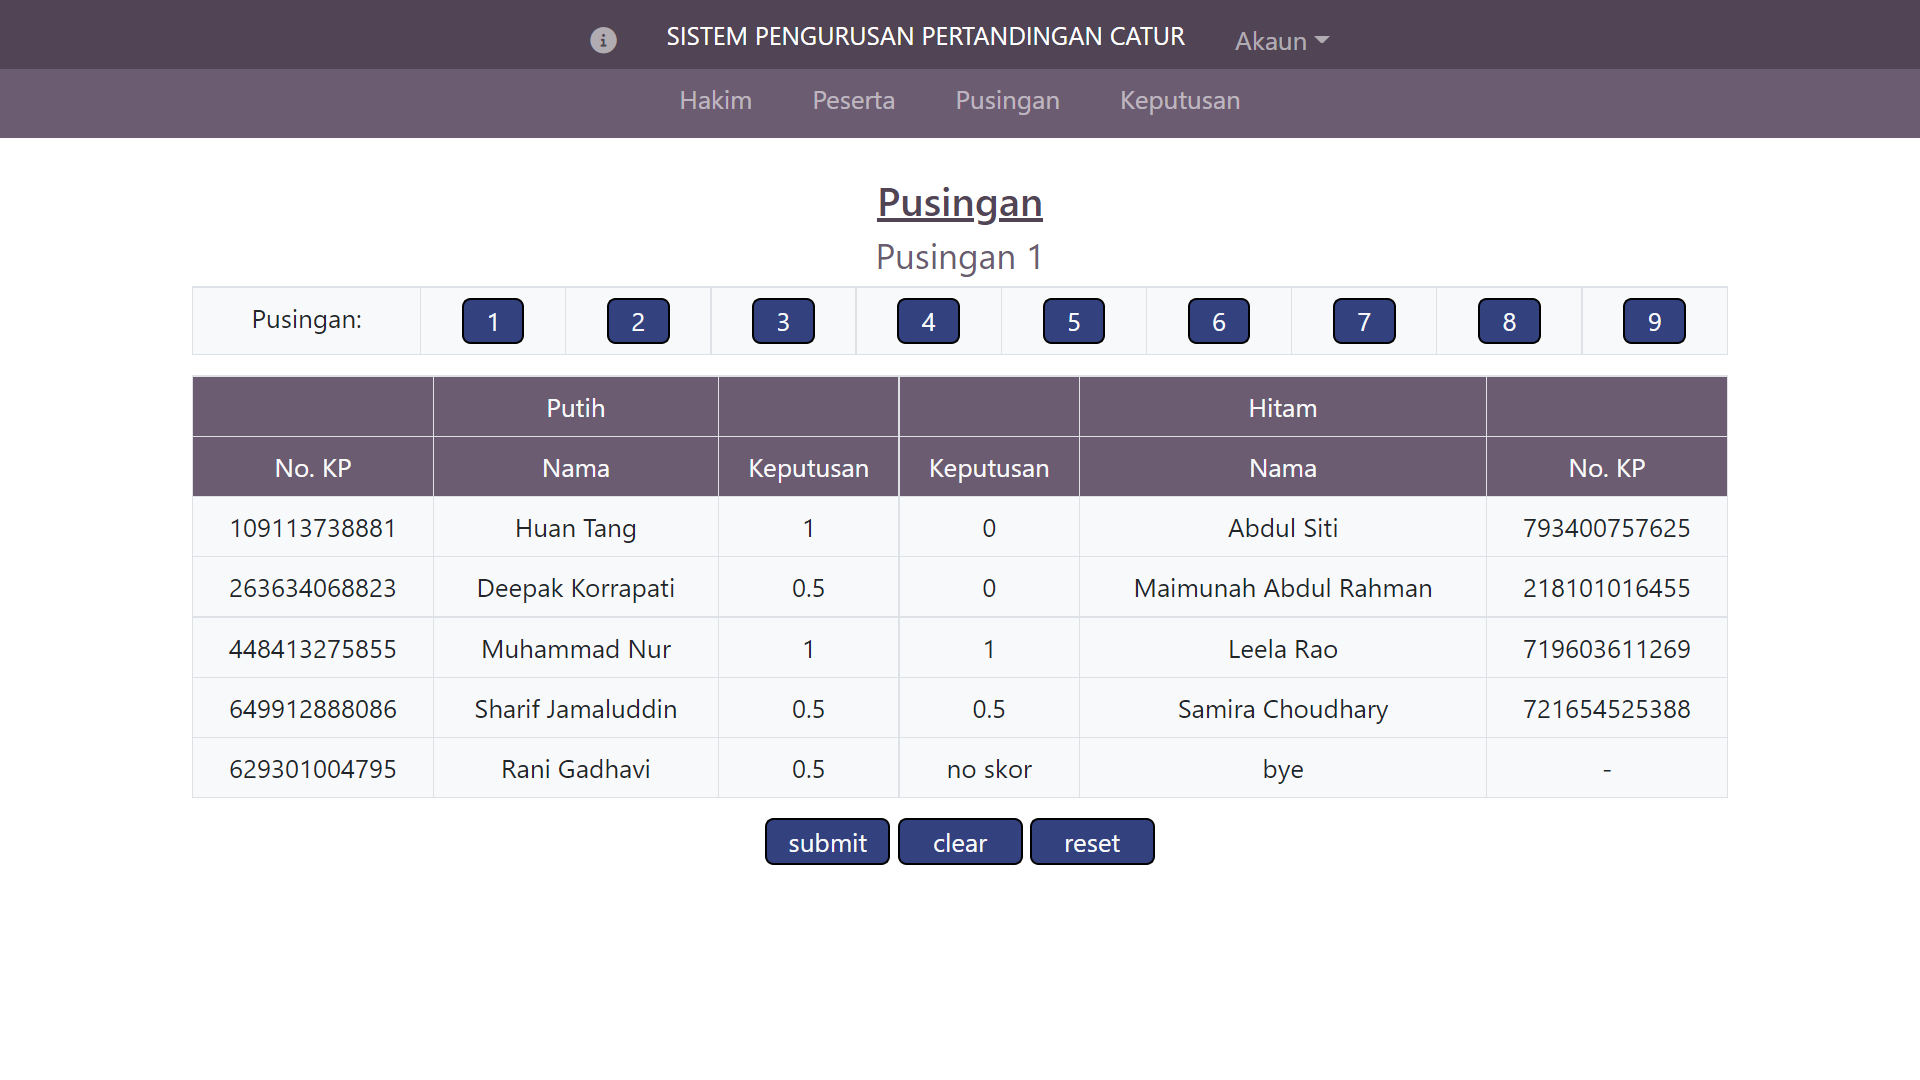 SISTEM PENGURUSAN PERTANDINGAN CATUR Akaun
Hakim Peserta Pusingan Keputusan
Pusingan
Pusingan 1
Pusingan: 1 2 3 4 5 6 7 8 9
Putih Hitam
No. KP Nama Keputusan Keputusan Nama No. KP
109113738881 Huan Tang 1 0 Abdul Siti 793400757625
263634068823 Deepak Korrapati 0.5 0 Maimunah Abdul Rahman 218101016455
448413275855 Muhammad Nur 1 1 Leela Rao 719603611269
649912888086 Sharif Jamaluddin 0.5 0.5 Samira Choudhary 721654525388
629301004795 Rani Gadhavi 0.5 no skor bye -
submit clear reset